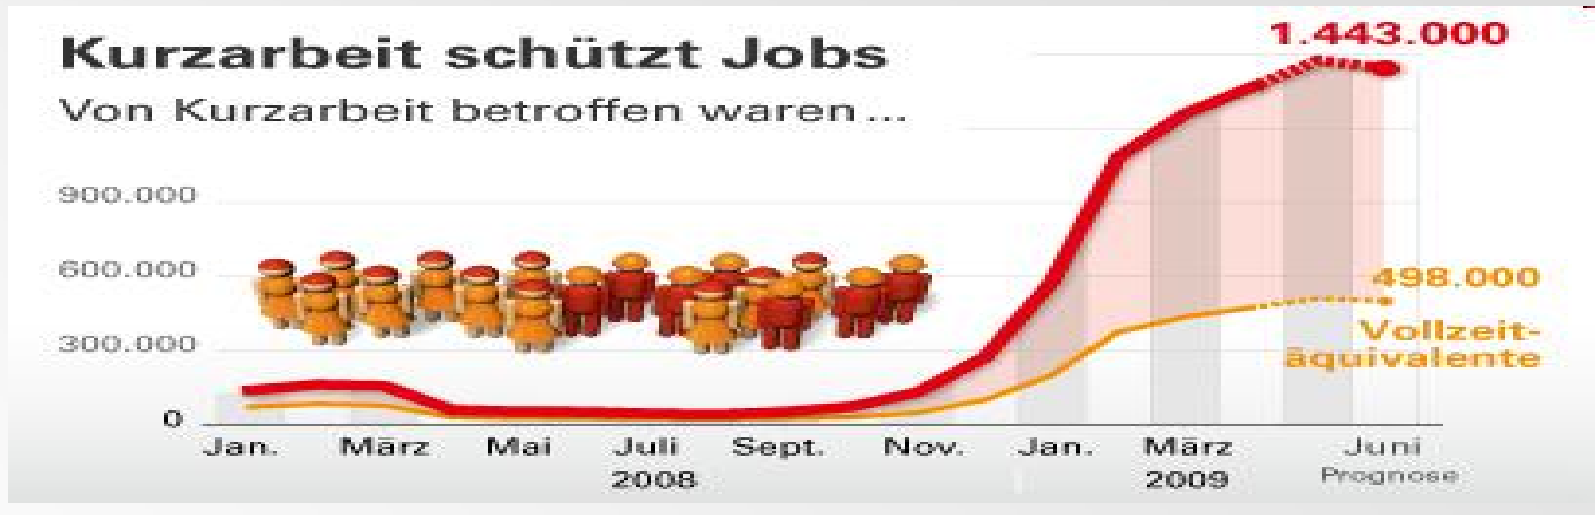 Kurzarbeit schützt Jobs
Von Kurzarbeit betroffen waren...
1.443.000
900.000
600.000
498.000
300.000
Vollzeit-
äquivalente
0
Jan. März Mai Juli Sept. Nov. Jan. März Juni
2008 2009 Prognose